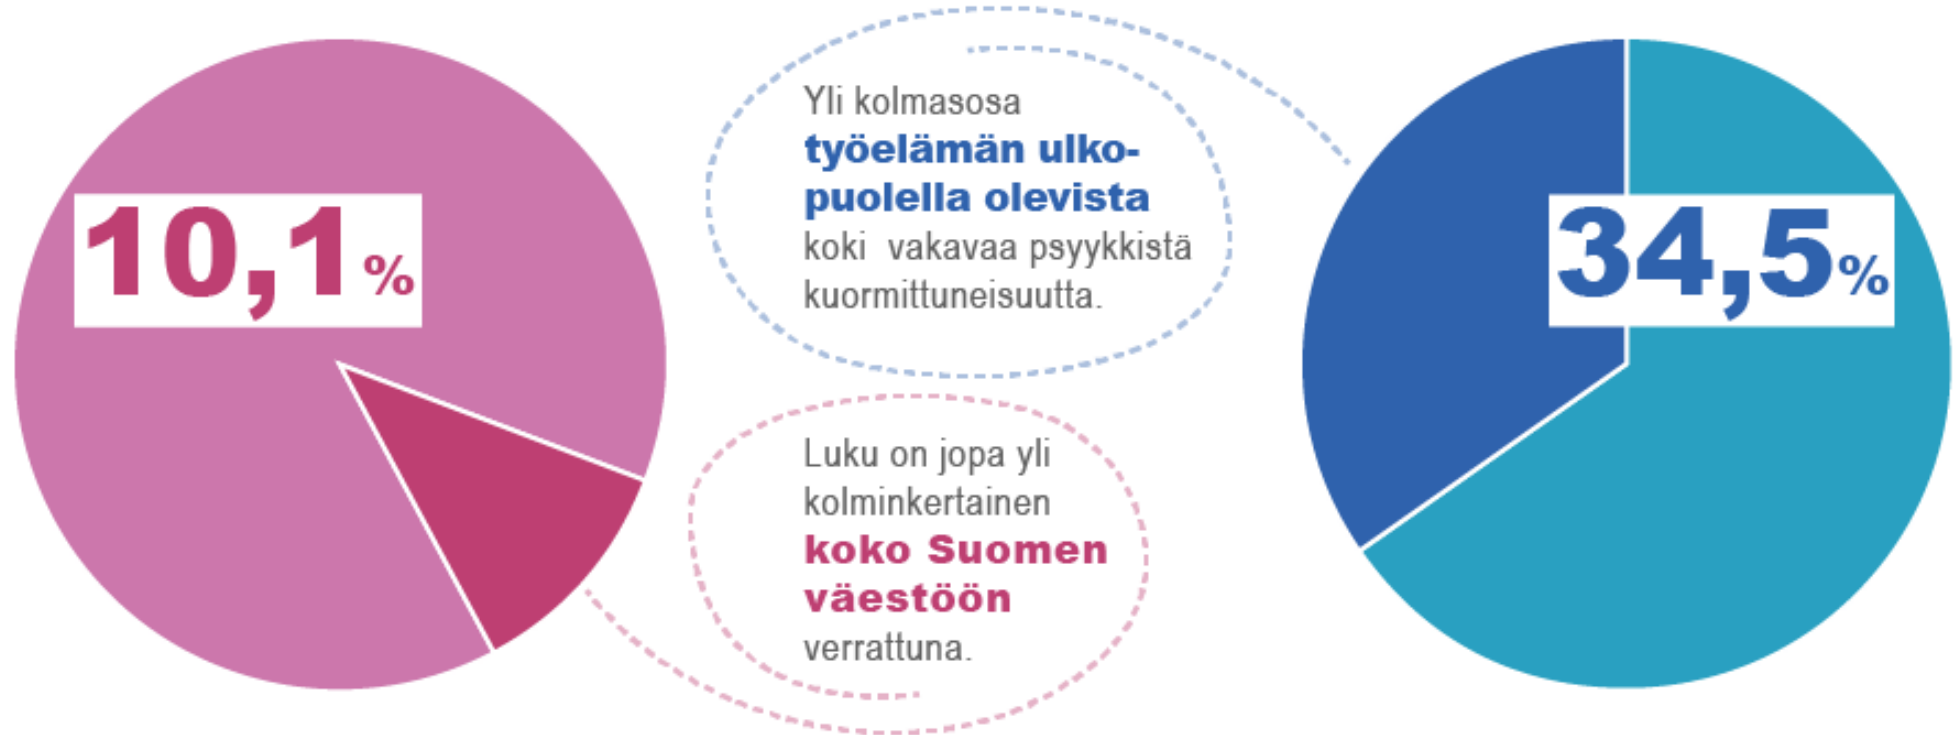 10,1%
Yli kolmasosa
työelämän ulko-
puolella olevista
koki vakavaa psyykkistä
kuormittuneisuutta.
34,5%
Luku on jopa yli
kolminkertainen
koko Suomen
väestöön
verrattuna.